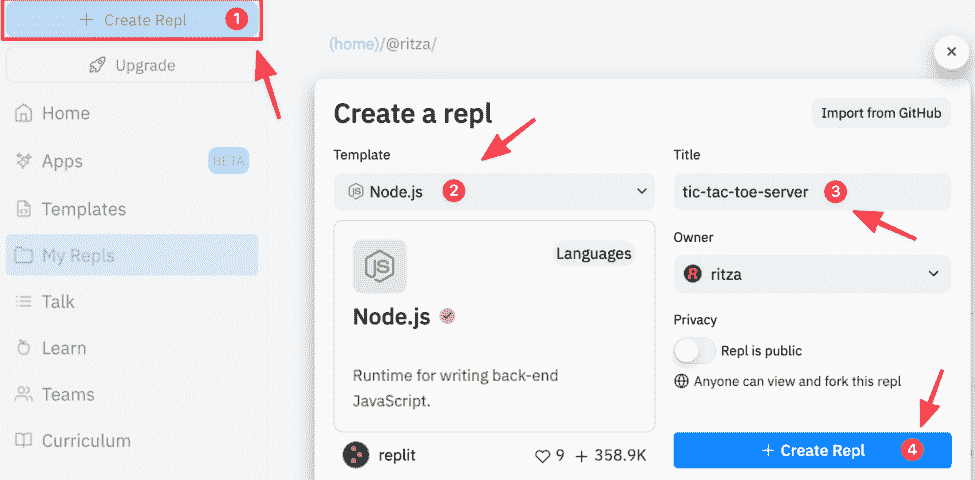 + Create Repl 1
Upgrade
Home
Apps BETA
Templates
My Repls
Talk
Learn
Teams
Curriculum
(home)/@ritza/
Create a repl
Import from GitHub
Template
Node.js 2
JS
Languages
Node.js
Runtime for writing back-end
JavaScript.
replit 9 + 358.9K
Title
tic-tac-toe-server 3
Owner
R ritza
Privacy
Repl is public
Anyone can view and fork this repl
+ Create Repl 4